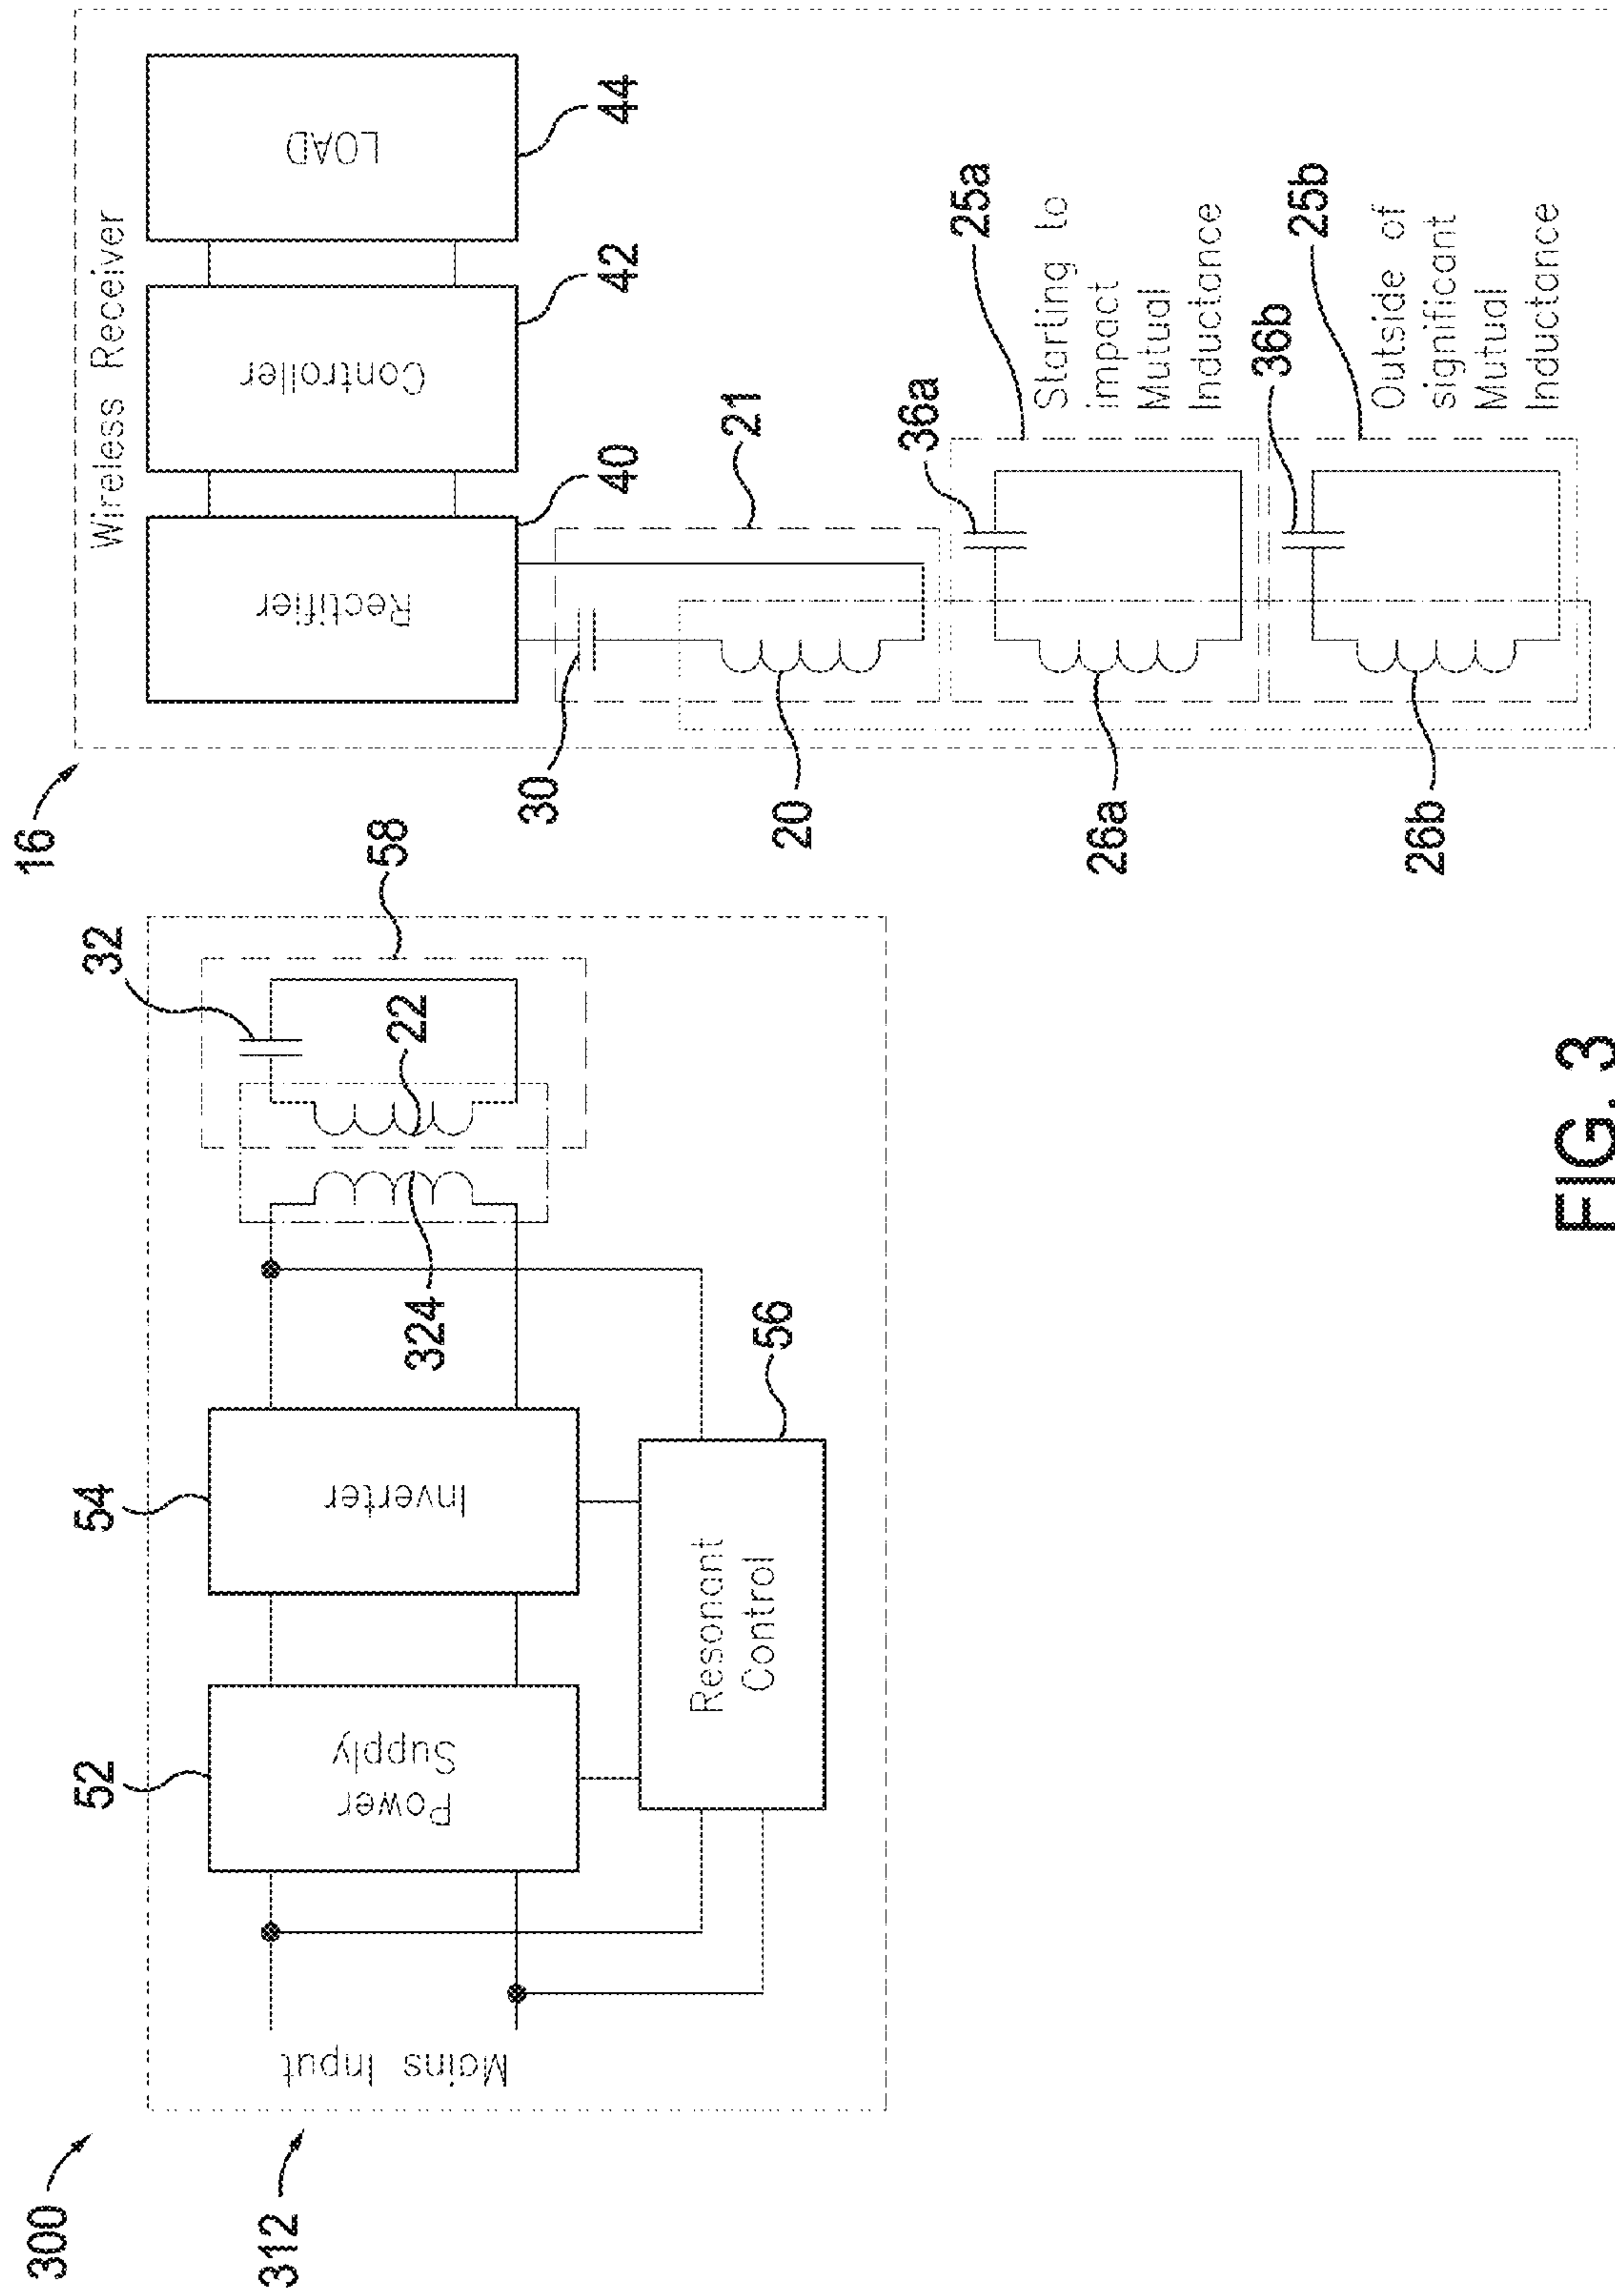 300
312
Mains Input
52
Power
Supply
54
Inverter
Resonant
Control
56
324
22
32
58
16
Wireless Receiver
Rectifier
40
Controller
42
LOAD
44
30
21
20
36a
25a
Starting to
impact
Mutual
Inductance
26a
36b
25b
Outside of
significant
Mutual
Inductance
26b
FIG. 3